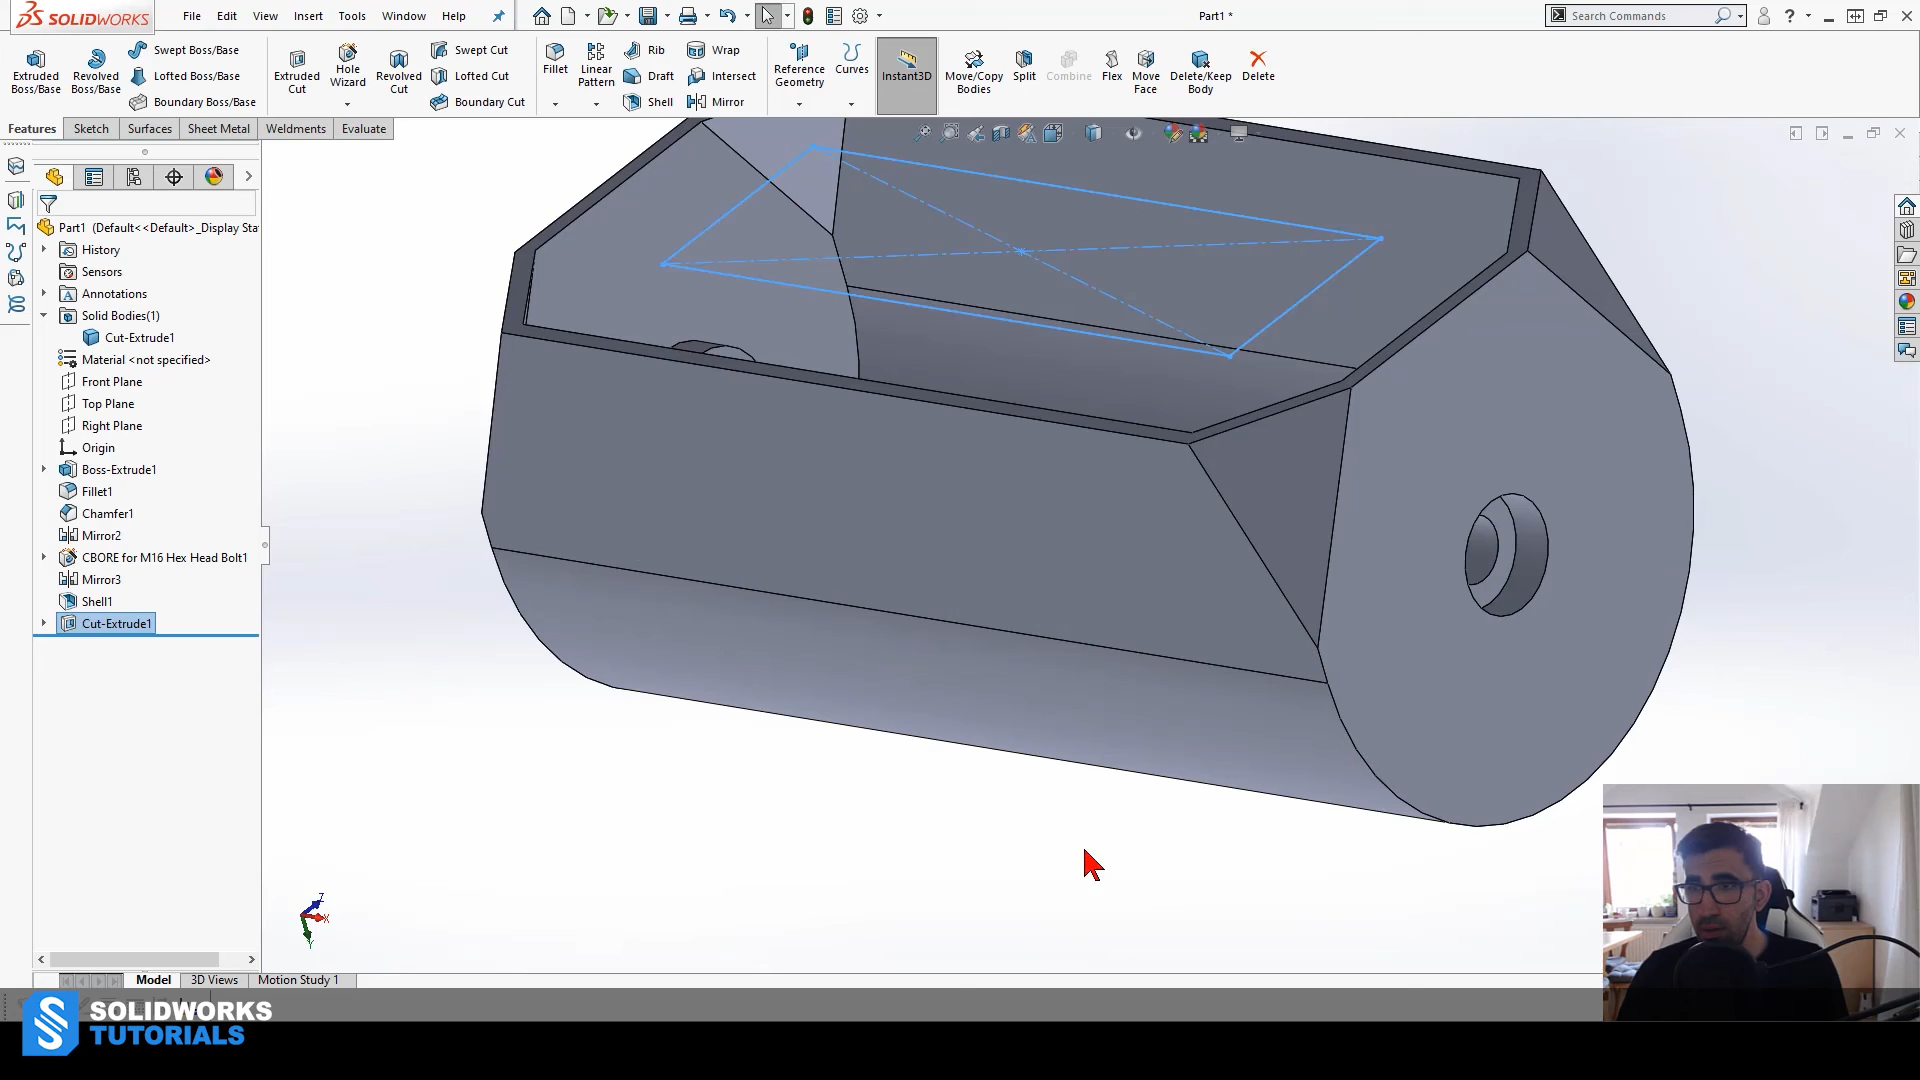 SOLIDWORKS
File Edit View Insert Tools Window Help
Part1 *
Search Commands
Extruded Boss/Base
Revolved Boss/Base
Swept Boss/Base
Lofted Boss/Base
Boundary Boss/Base
Extruded Cut
Hole Wizard
Revolved Cut
Swept Cut
Lofted Cut
Boundary Cut
Fillet
Linear Pattern
Rib
Draft
Shell
Wrap
Intersect
Mirror
Reference Geometry
Curves
Instant3D
Move/Copy Bodies
Split
Combine
Flex
Move Face
Delete/Keep Body
Delete
Features Sketch Surfaces Sheet Metal Weldments Evaluate
Part1 (Default<<Default>_Display Sta
History
Sensors
Annotations
Solid Bodies(1)
Cut-Extrude1
Material <not specified>
Front Plane
Top Plane
Right Plane
Origin
Boss-Extrude1
Fillet1
Chamfer1
Mirror2
CBORE for M16 Hex Head Bolt1
Mirror3
Shell1
Cut-Extrude1
Z
X
Y
Model 3D Views Motion Study 1
SOLIDWORKS
TUTORIALS